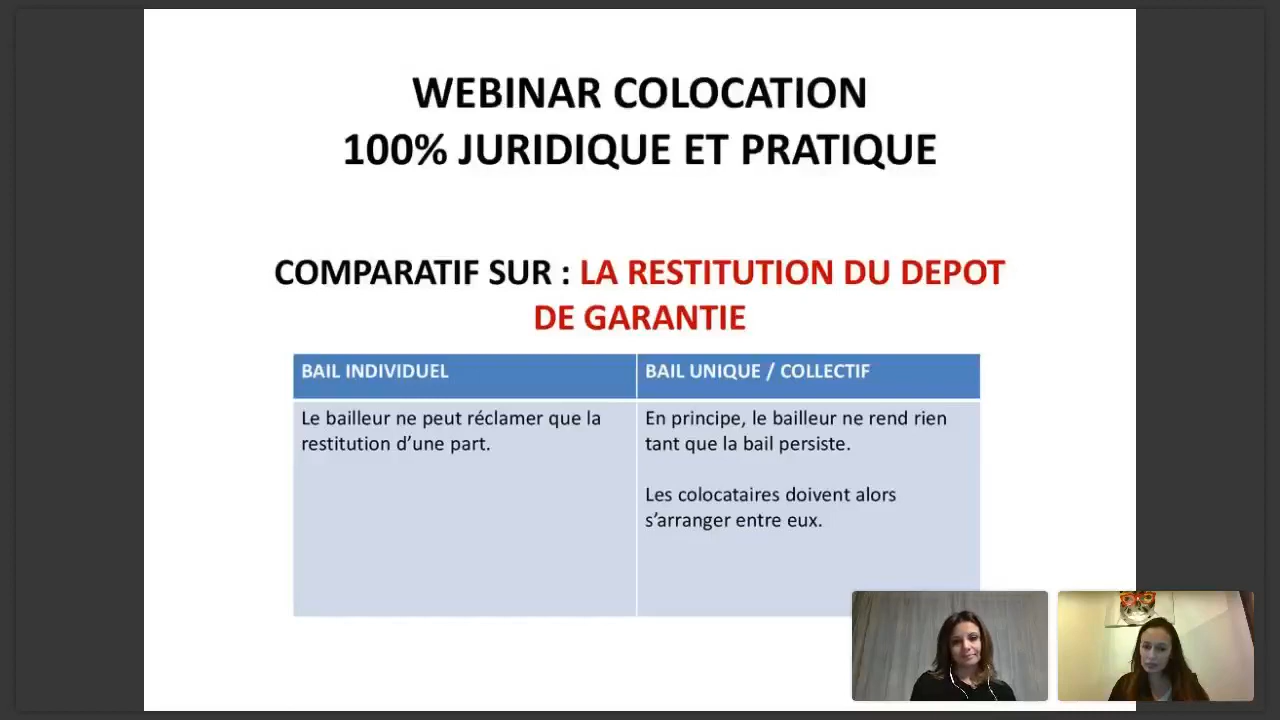 WEBINAR COLOCATION
100% JURIDIQUE ET PRATIQUE
COMPARATIF SUR : LA RESTITUTION DU DEPOT
DE GARANTIE
BAIL INDIVIDUEL
Le bailleur ne peut réclamer que la
restitution d’une part.
BAIL UNIQUE / COLLECTIF
En principe, le bailleur ne rend rien
tant que la bail persiste.
Les colocataires doivent alors
s’arranger entre eux.